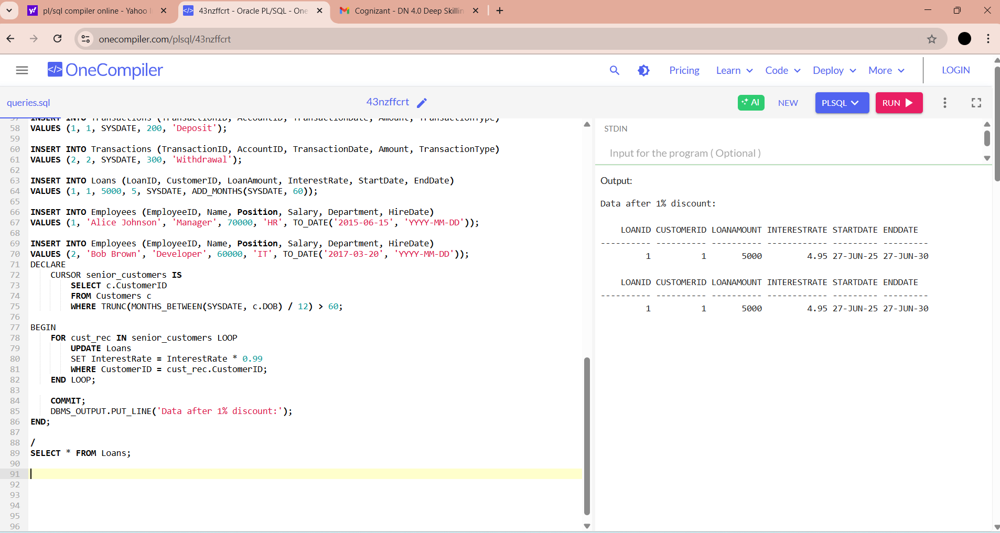 pl/sql compiler online - Yahoo
43nzffcrt - Oracle PL/SQL - One
Cognizant - DN 4.0 Deep Skillin
onecompiler.com/plsql/43nzffcrt
</> OneCompiler
Pricing
Learn
Code
Deploy
More
LOGIN
queries.sql
43nzffcrt
AI
NEW
PLSQL
RUN
57 INSERT INTO Transactions (TransactionID, AccountID, TransactionDate, Amount, TransactionType)
58 VALUES (1, 1, SYSDATE, 200, 'Deposit');
59
60 INSERT INTO Transactions (TransactionID, AccountID, TransactionDate, Amount, TransactionType)
61 VALUES (2, 2, SYSDATE, 300, 'Withdrawal');
62
63 INSERT INTO Loans (LoanID, CustomerID, LoanAmount, InterestRate, StartDate, EndDate)
64 VALUES (1, 1, 5000, 5, SYSDATE, ADD_MONTHS(SYSDATE, 60));
65
66 INSERT INTO Employees (EmployeeID, Name, Position, Salary, Department, HireDate)
67 VALUES (1, 'Alice Johnson', 'Manager', 70000, 'HR', TO_DATE('2015-06-15', 'YYYY-MM-DD'));
68
69 INSERT INTO Employees (EmployeeID, Name, Position, Salary, Department, HireDate)
70 VALUES (2, 'Bob Brown', 'Developer', 60000, 'IT', TO_DATE('2017-03-20', 'YYYY-MM-DD'));
71 DECLARE
72 CURSOR senior_customers IS
73 SELECT c.CustomerID
74 FROM Customers c
75 WHERE TRUNC(MONTHS_BETWEEN(SYSDATE, c.DOB) / 12) > 60;
76
77 BEGIN
78 FOR cust_rec IN senior_customers LOOP
79 UPDATE Loans
80 SET InterestRate = InterestRate * 0.99
81 WHERE CustomerID = cust_rec.CustomerID;
82 END LOOP;
83
84 COMMIT;
85 DBMS_OUTPUT.PUT_LINE('Data after 1% discount:');
86 END;
87
88 /
89 SELECT * FROM Loans;
90
91
92
93
94
95
96
STDIN
Input for the program ( Optional )
Output:
Data after 1% discount:
LOANID CUSTOMERID LOANAMOUNT INTERESTRATE STARTDATE ENDDATE
---------- ---------- ---------- ------------ --------- ---------
1 1 5000 4.95 27-JUN-25 27-JUN-30
LOANID CUSTOMERID LOANAMOUNT INTERESTRATE STARTDATE ENDDATE
---------- ---------- ---------- ------------ --------- ---------
1 1 5000 4.95 27-JUN-25 27-JUN-30